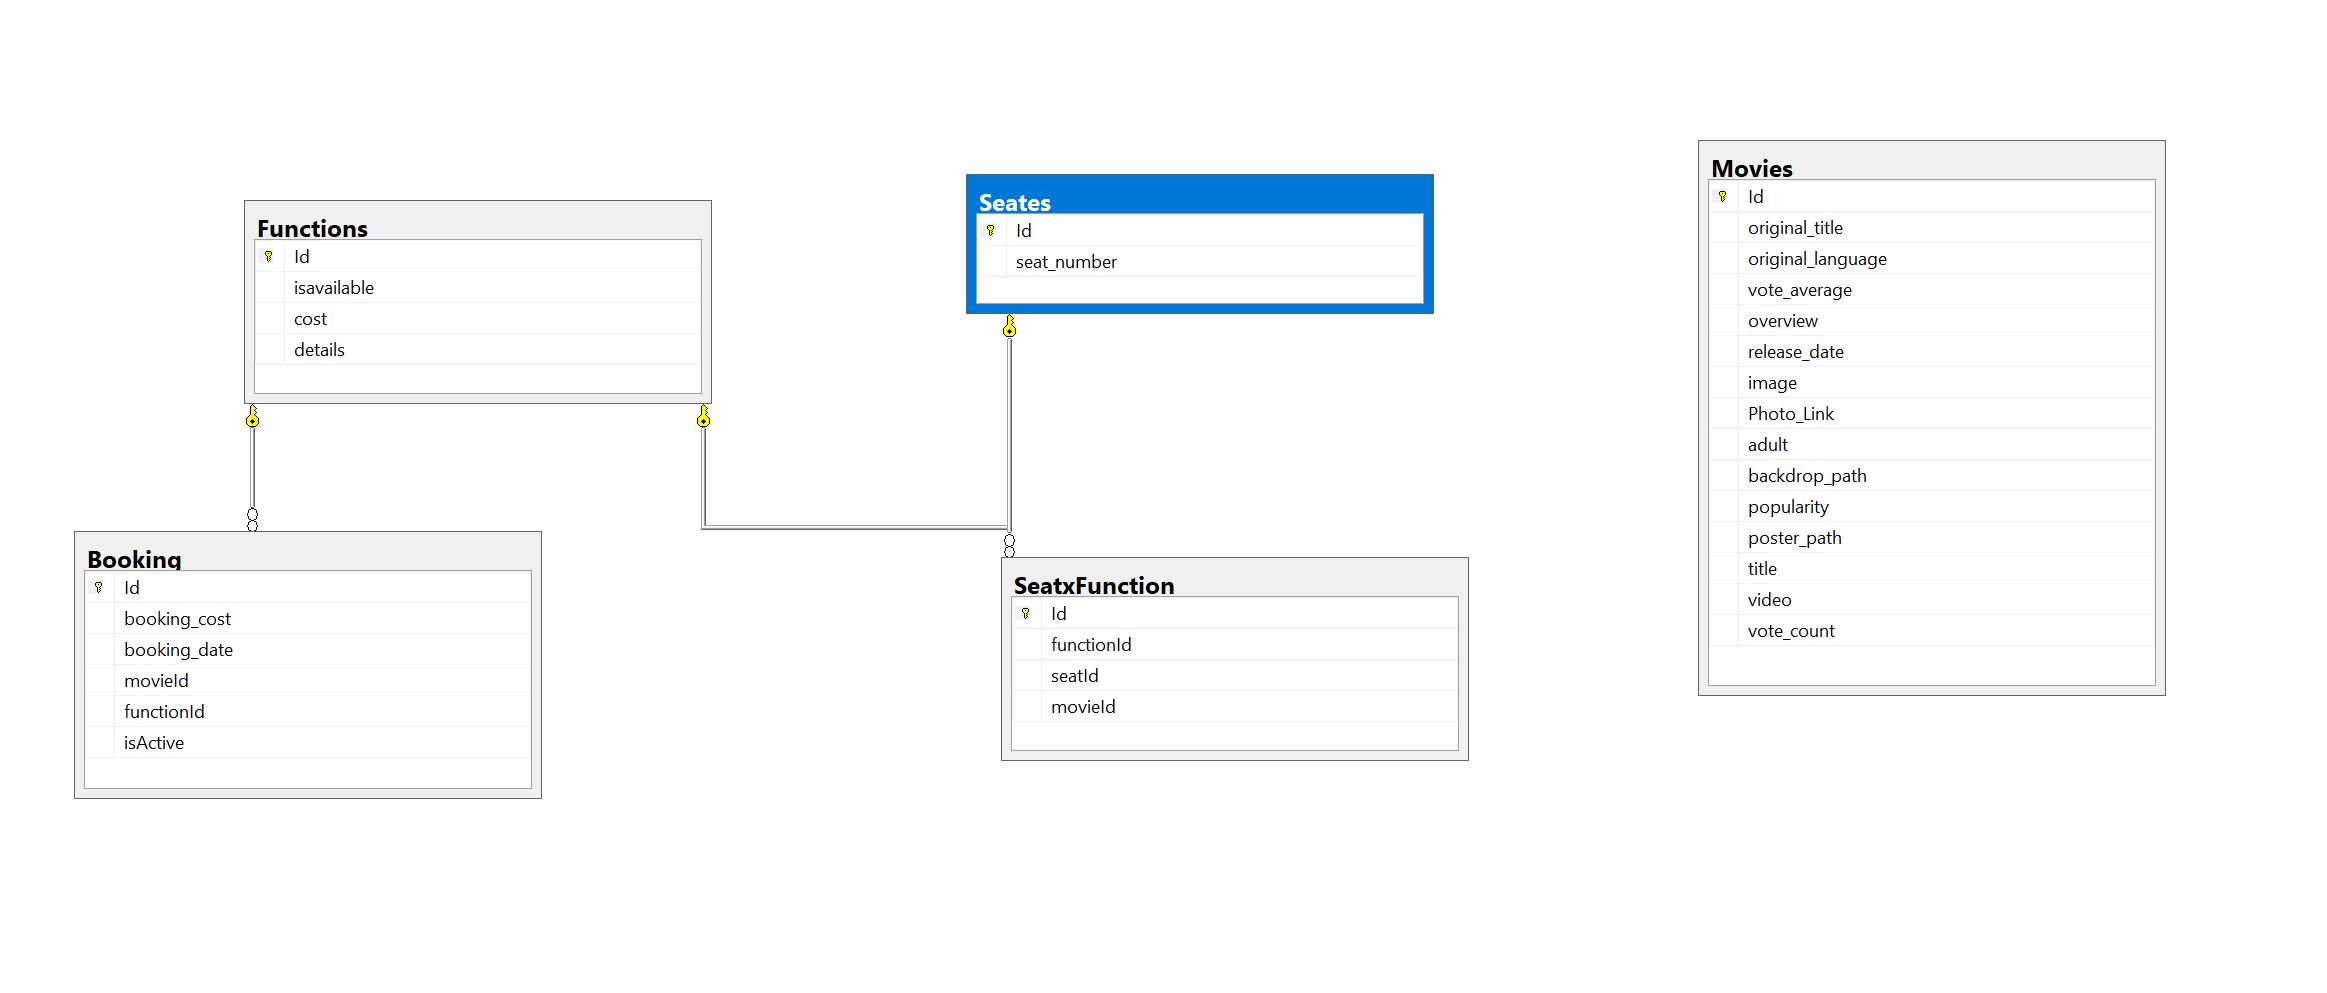 Functions
Id
isavailable
cost
details
Seates
Id
seat_number
Movies
Id
original_title
original_language
vote_average
overview
release_date
image
Photo_Link
adult
backdrop_path
popularity
poster_path
title
video
vote_count
Booking
Id
booking_cost
booking_date
movieId
functionId
isActive
SeatxFunction
Id
functionId
seatId
movieId